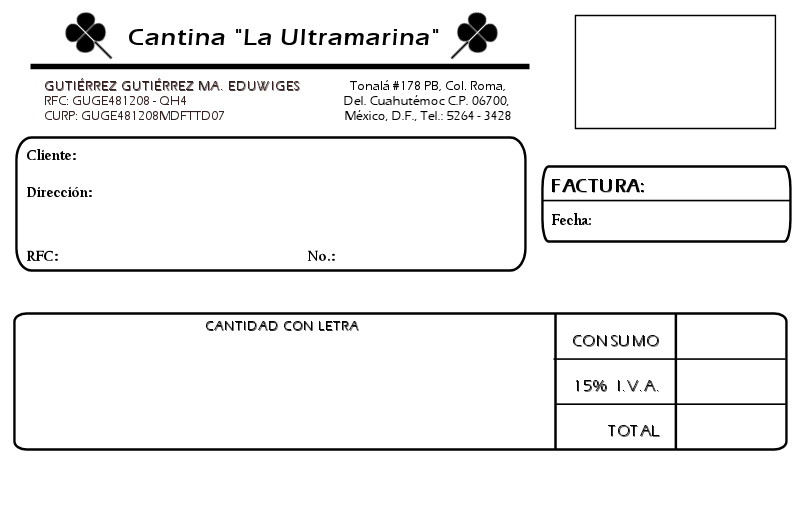 Cantina "La Ultramarina"
GUTIÉRREZ GUTIÉRREZ MA. EDUWIGES
RFC: GUGE481208 - QH4
CURP: GUGE481208MDFTTD07
Tonalá #178 PB, Col. Roma,
Del. Cuahutémoc C.P. 06700,
México, D.F., Tel.: 5264 - 3428
Cliente:
Dirección:
RFC: No.:
FACTURA:
Fecha:
CANTIDAD CON LETRA
CONSUMO
15% I.V.A.
TOTAL